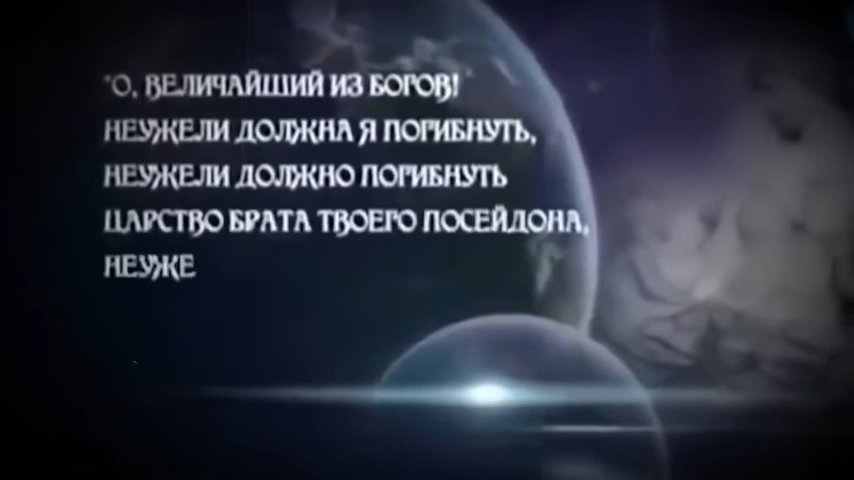 "О, ВЕЛИЧАЙШИЙ ИЗ БОГОВ!
НЕУЖЕЛИ ДОЛЖНА Я ПОГИБНУТЬ,
НЕУЖЕЛИ ДОЛЖНО ПОГИБНУТЬ
ЦАРСТВО БРАТА ТВОЕГО ПОСЕЙДОНА,
НЕУЖЕ